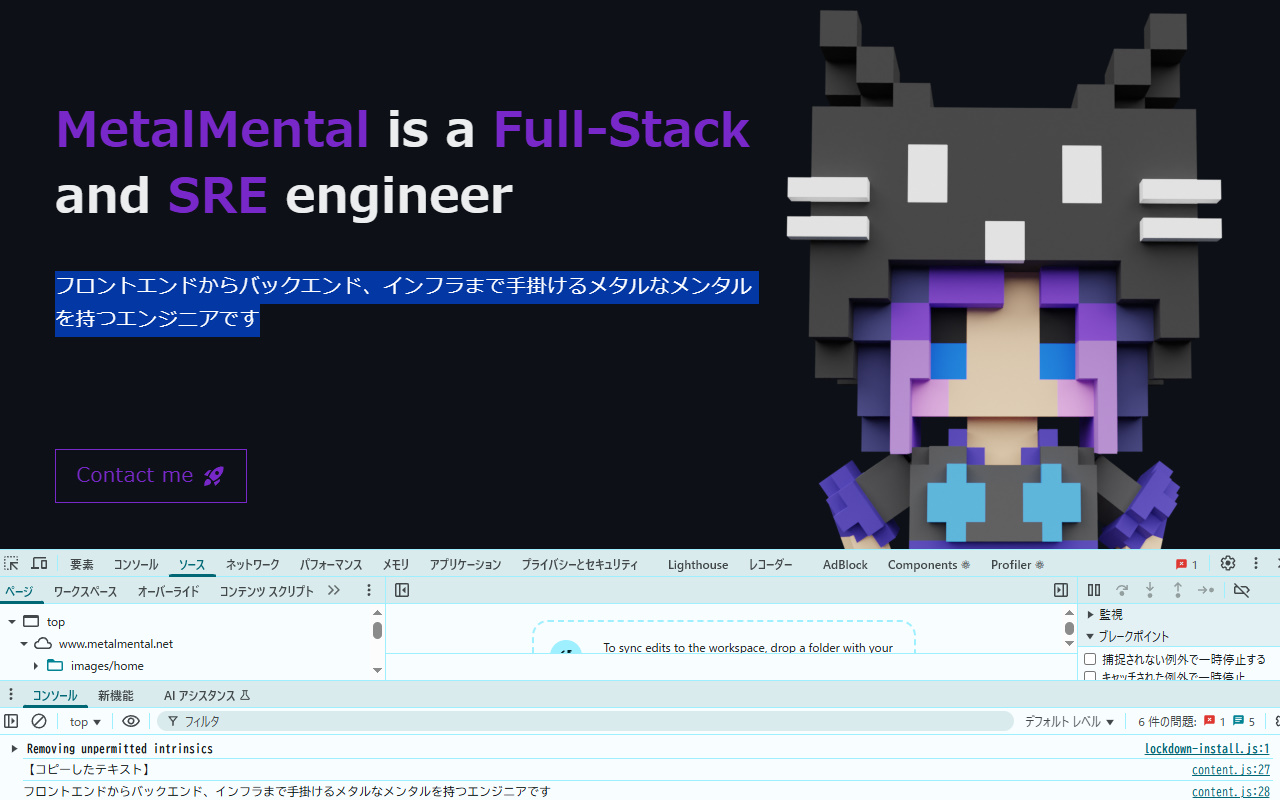 MetalMental is a Full-Stack
and SRE engineer
フロントエンドからバックエンド、インフラまで手掛けるメタルなメンタル
を持つエンジニアです
Contact me
要素 コンソール ソース ネットワーク パフォーマンス メモリ アプリケーション プライバシーとセキュリティ Lighthouse レコーダー AdBlock Components Profiler 1
ページ ワークスペース オーバーライド コンテンツ スクリプト
top
www.metalmental.net
images/home
To sync edits to the workspace, drop a folder with your
監視
ブレークポイント
捕捉されない例外で一時停止する
キャッチされた例外で一時停止
コンソール 新機能 AI アシスタンス
top フィルタ デフォルト レベル 6 件の問題: 1 5
Removing unpermitted intrinsics lockdown-install.js:1
【コピーしたテキスト】 content.js:27
フロントエンドからバックエンド、インフラまで手掛けるメタルなメンタルを持つエンジニアです content.js:28